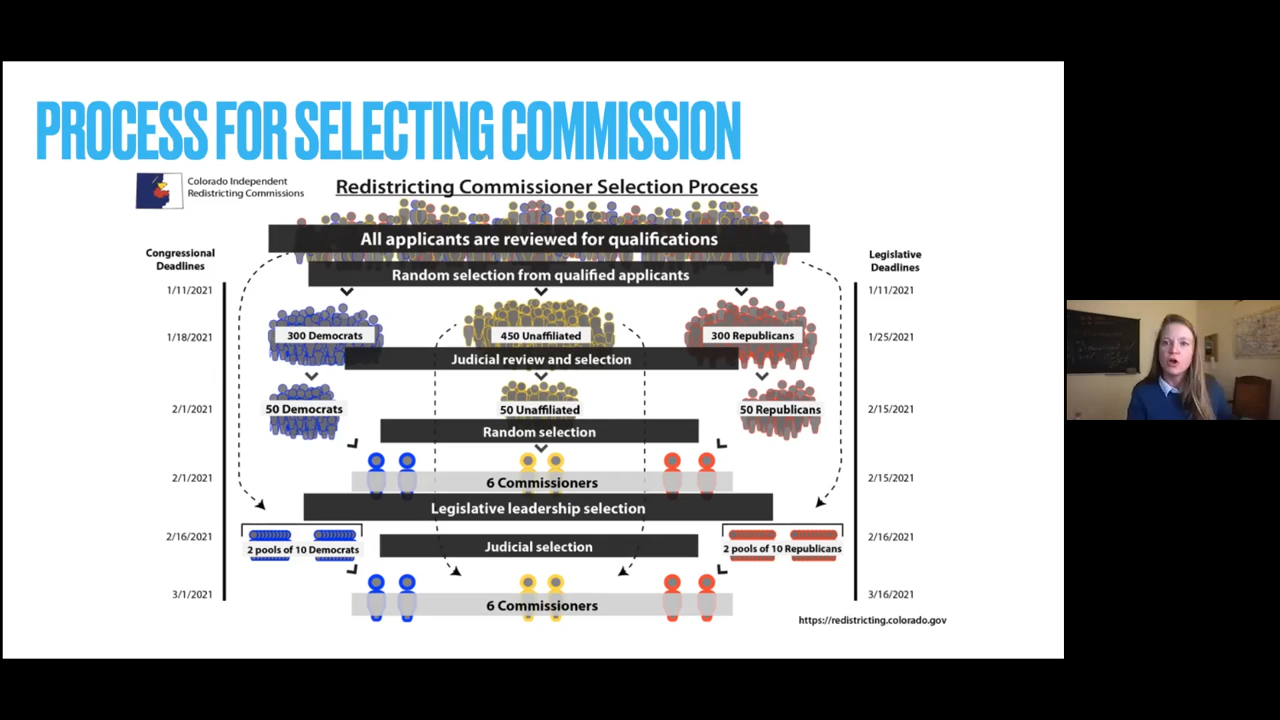 PROCESS FOR SELECTING COMMISSION
Colorado Independent
Redistricting Commissions
Redistricting Commissioner Selection Process
All applicants are reviewed for qualifications
Random selection from qualified applicants
Congressional
Deadlines
Legislative
Deadlines
1/11/2021
1/11/2021
1/18/2021
300 Democrats
450 Unaffiliated
300 Republicans
1/25/2021
Judicial review and selection
2/1/2021
50 Democrats
50 Unaffiliated
50 Republicans
2/15/2021
Random selection
2/1/2021
6 Commissioners
2/15/2021
Legislative leadership selection
2/16/2021
2 pools of 10 Democrats
Judicial selection
2 pools of 10 Republicans
2/16/2021
3/1/2021
6 Commissioners
3/16/2021
https://redistricting.colorado.gov